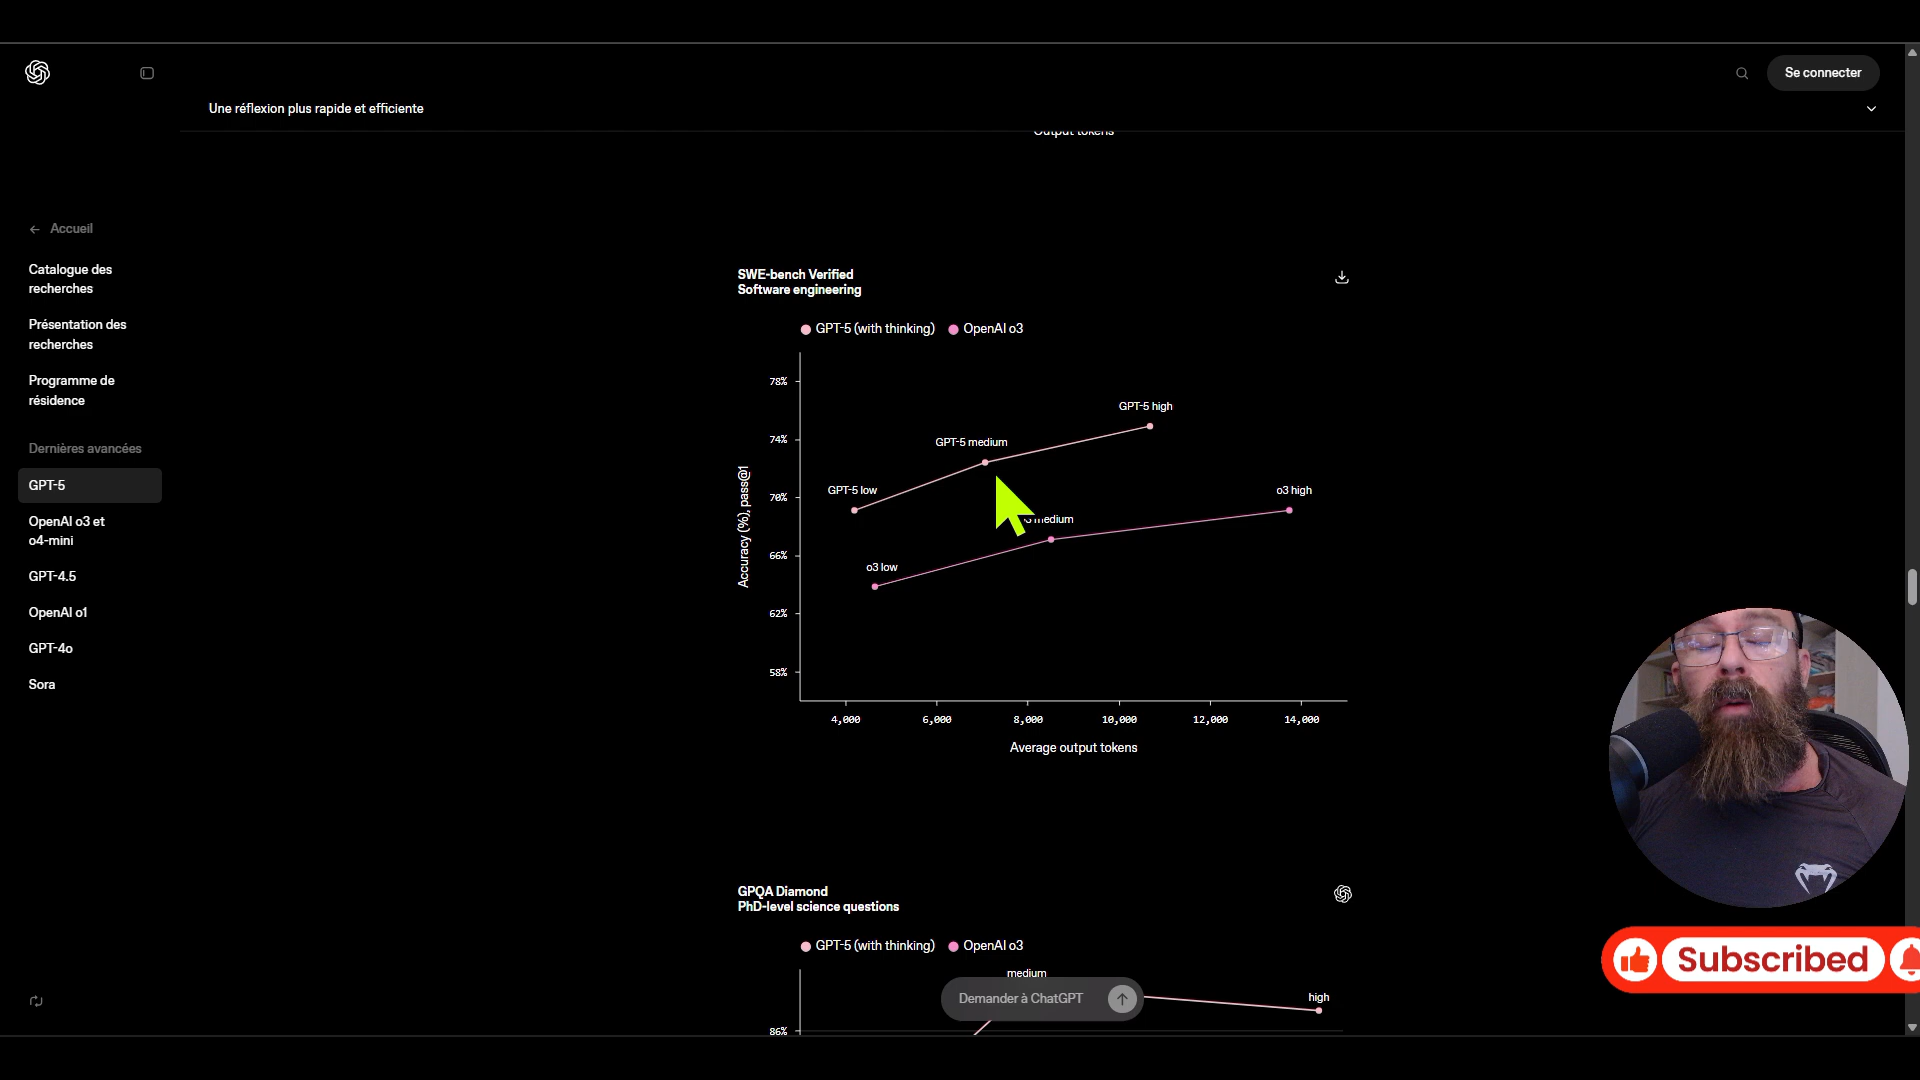 Se connecter
Une réflexion plus rapide et efficiente
Output tokens
Accueil
Catalogue des
recherches
Présentation des
recherches
Programme de
résidence
Dernières avancées
GPT-5
OpenAI o3 et
o4-mini
GPT-4.5
OpenAI o1
GPT-4o
Sora
SWE-bench Verified
Software engineering
GPT-5 (with thinking)
OpenAI o3
78%
74%
70%
66%
62%
58%
Accuracy (%), pass@1
GPT-5 low
GPT-5 medium
GPT-5 high
o3 low
medium
o3 high
4,000
6,000
8,000
10,000
12,000
14,000
Average output tokens
GPQA Diamond
PhD-level science questions
GPT-5 (with thinking)
OpenAI o3
medium
high
86%
Demander à ChatGPT
Subscribed